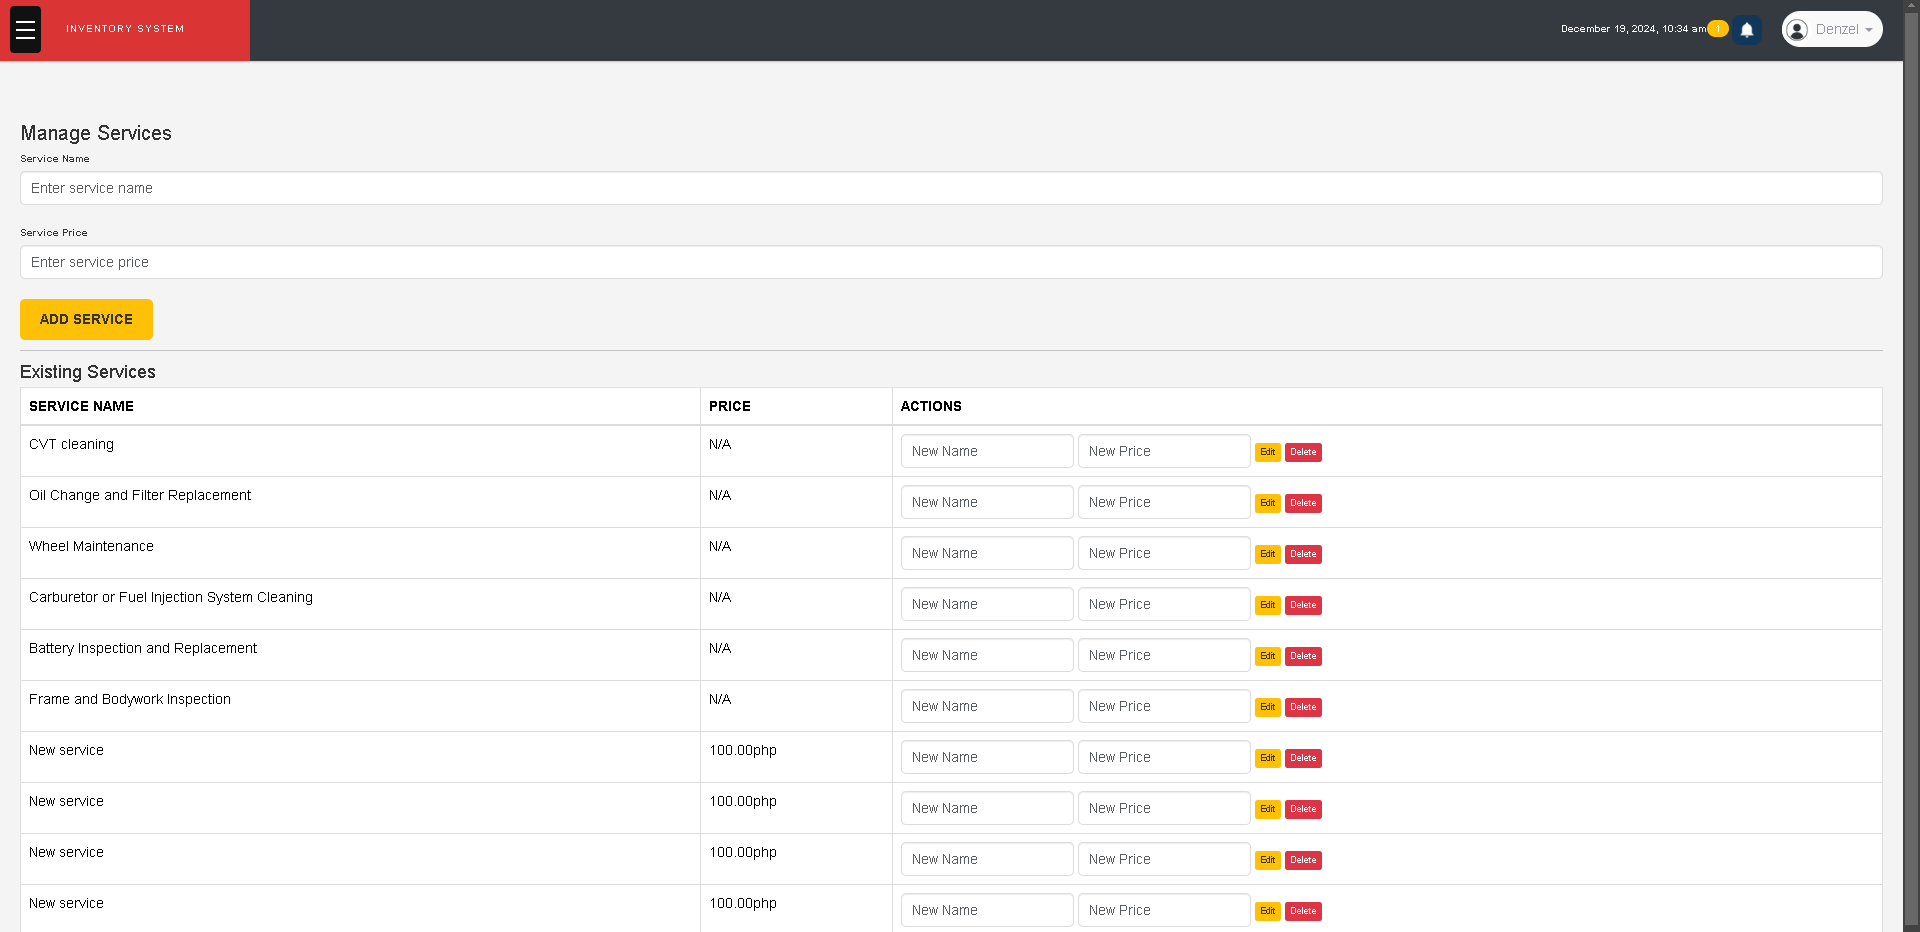 INVENTORY SYSTEM
December 19, 2024, 10:34 am 1 Denzel
Manage Services
Service Name
Enter service name
Service Price
Enter service price
ADD SERVICE
Existing Services
SERVICE NAME PRICE ACTIONS
CVT cleaning N/A New Name New Price Edit Delete
Oil Change and Filter Replacement N/A New Name New Price Edit Delete
Wheel Maintenance N/A New Name New Price Edit Delete
Carburetor or Fuel Injection System Cleaning N/A New Name New Price Edit Delete
Battery Inspection and Replacement N/A New Name New Price Edit Delete
Frame and Bodywork Inspection N/A New Name New Price Edit Delete
New service 100.00php New Name New Price Edit Delete
New service 100.00php New Name New Price Edit Delete
New service 100.00php New Name New Price Edit Delete
New service 100.00php New Name New Price Edit Delete